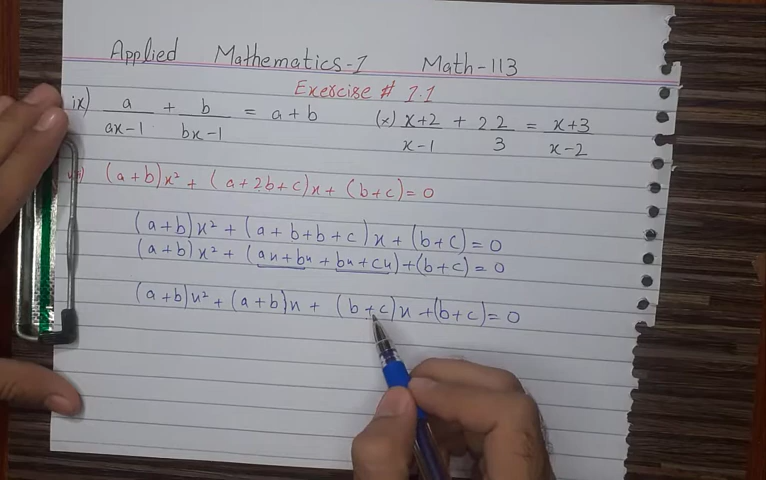 Applied Mathematics-1 Math-113
Exercise # 1.1
ix) a/(ax-1) + b/(bx-1) = a+b (x) (x+2)/(x-1) + 2 2/3 = (x+3)/(x-2)
(a+b)x² + (a+2b+c)x + (b+c) = 0
(a+b)x² + (a+b+b+c)x + (b+c) = 0
(a+b)x² + (ax+bx+bx+cx)+(b+c) = 0
(a+b)x² + (a+b)x + (b+c)x + (b+c) = 0